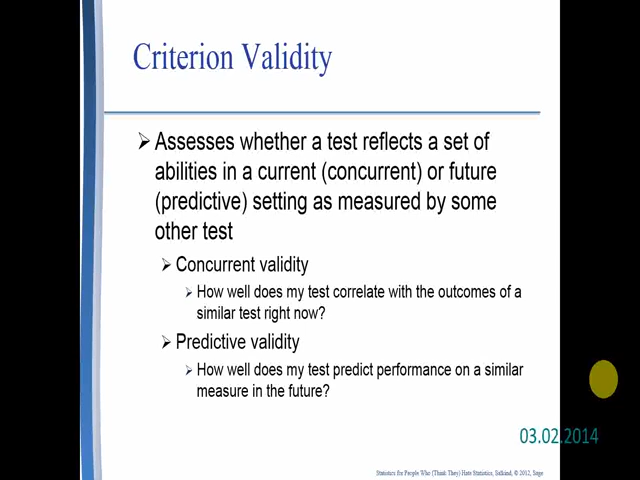 Criterion Validity
Assesses whether a test reflects a set of
abilities in a current (concurrent) or future
(predictive) setting as measured by some
other test
Concurrent validity
How well does my test correlate with the outcomes of a
similar test right now?
Predictive validity
How well does my test predict performance on a similar
measure in the future?
03.02.2014
Statistics for People Who (Think They) Hate Statistics, Salkind, © 2012, Sage